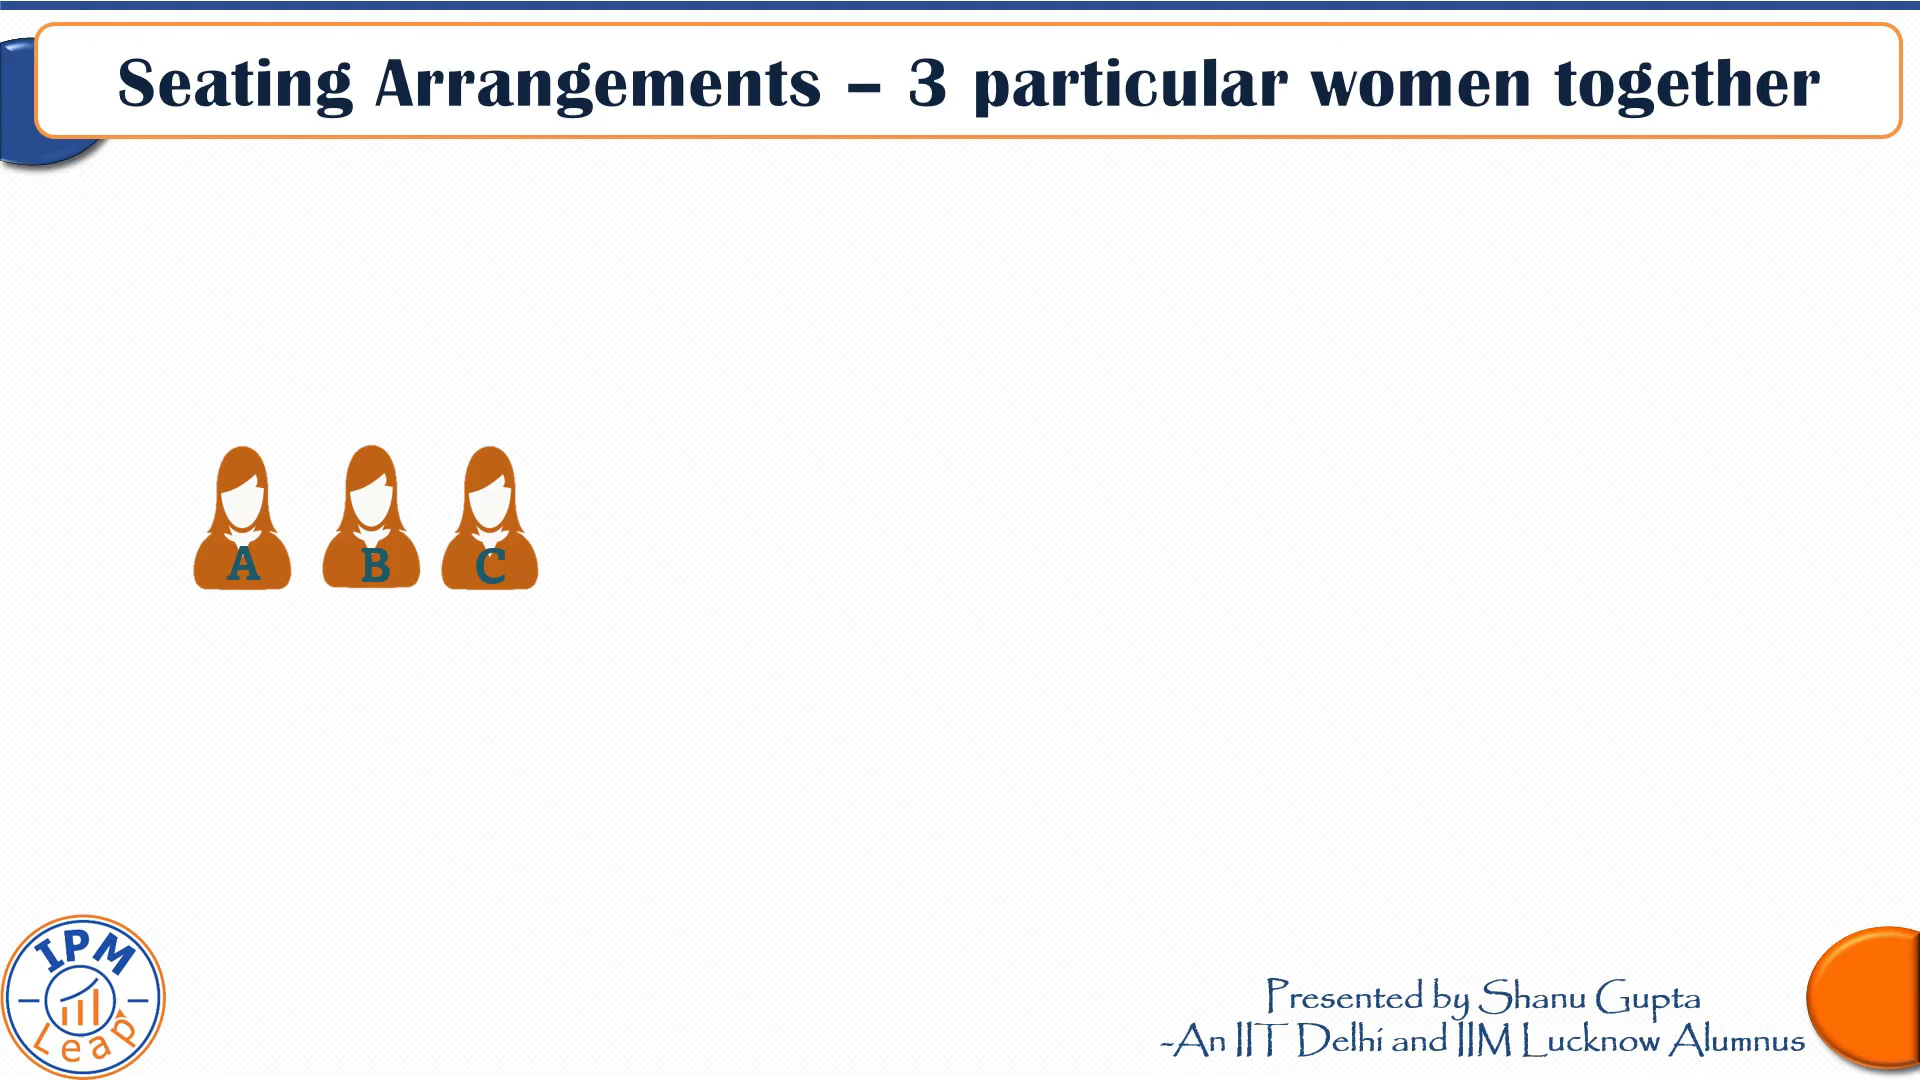 Seating Arrangements – 3 particular women together
A B C
IPM
Leap
Presented by Shanu Gupta
-An IIT Delhi and IIM Lucknow Alumnus